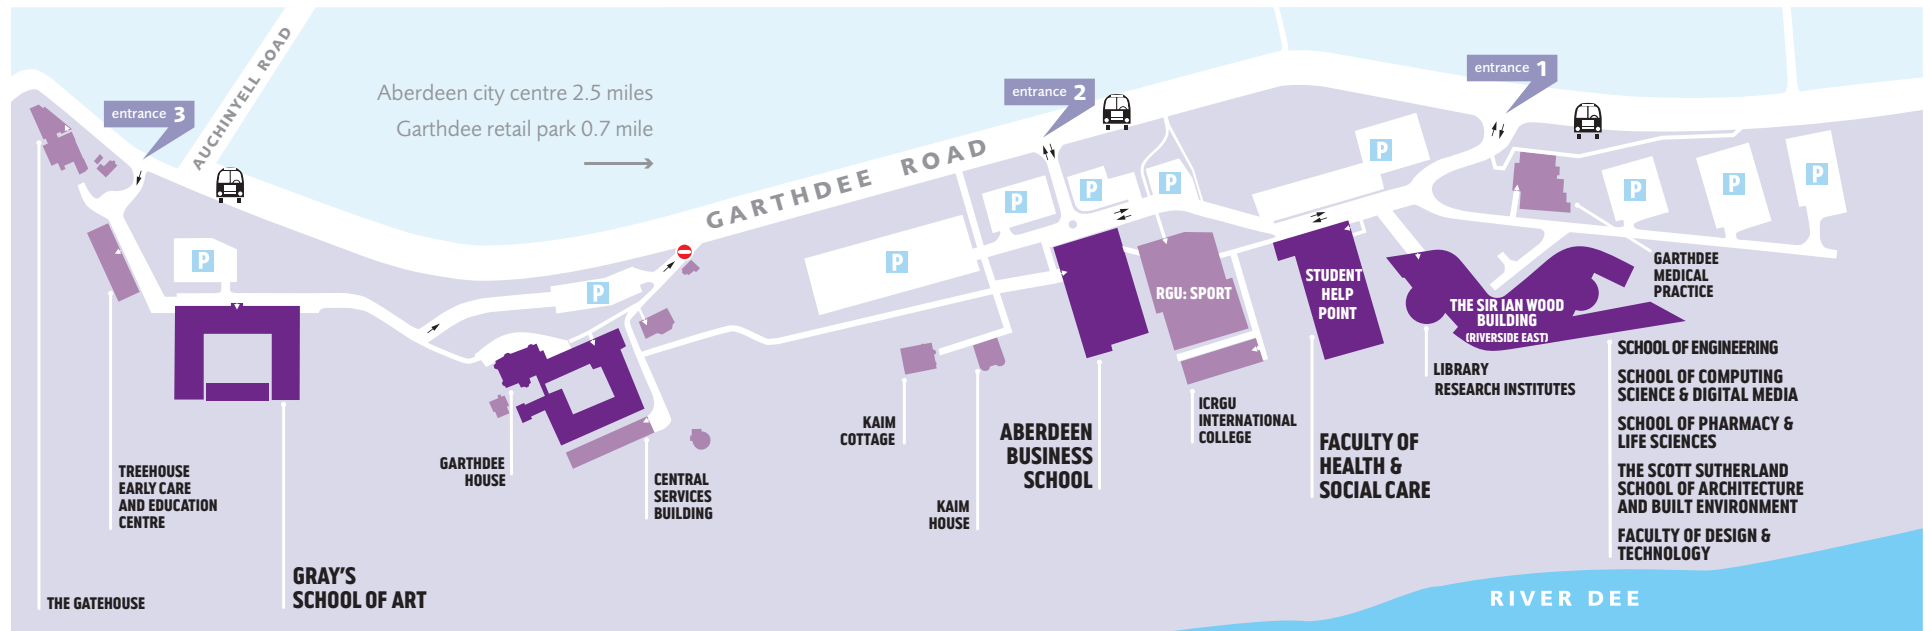 AUCHINYELL ROAD
entrance 3
Aberdeen city centre 2.5 miles
Garthdee retail park 0.7 mile
GARTHDEE ROAD
entrance 2
entrance 1
P
P
P
P
P
P
P
P
P
P
P
STUDENT
HELP
POINT
RGU: SPORT
THE SIR IAN WOOD
BUILDING
(RIVERSIDE EAST)
GARTHDEE
MEDICAL
PRACTICE
LIBRARY
RESEARCH INSTITUTES
SCHOOL OF ENGINEERING
SCHOOL OF COMPUTING
SCIENCE & DIGITAL MEDIA
SCHOOL OF PHARMACY &
LIFE SCIENCES
THE SCOTT SUTHERLAND
SCHOOL OF ARCHITECTURE
AND BUILT ENVIRONMENT
FACULTY OF DESIGN &
TECHNOLOGY
ICRGU
INTERNATIONAL
COLLEGE
FACULTY OF
HEALTH &
SOCIAL CARE
KAIM
COTTAGE
ABERDEEN
BUSINESS
SCHOOL
KAIM
HOUSE
GARTHDEE
HOUSE
CENTRAL
SERVICES
BUILDING
TREEHOUSE
EARLY CARE
AND EDUCATION
CENTRE
GRAY'S
SCHOOL OF ART
THE GATEHOUSE
RIVER DEE